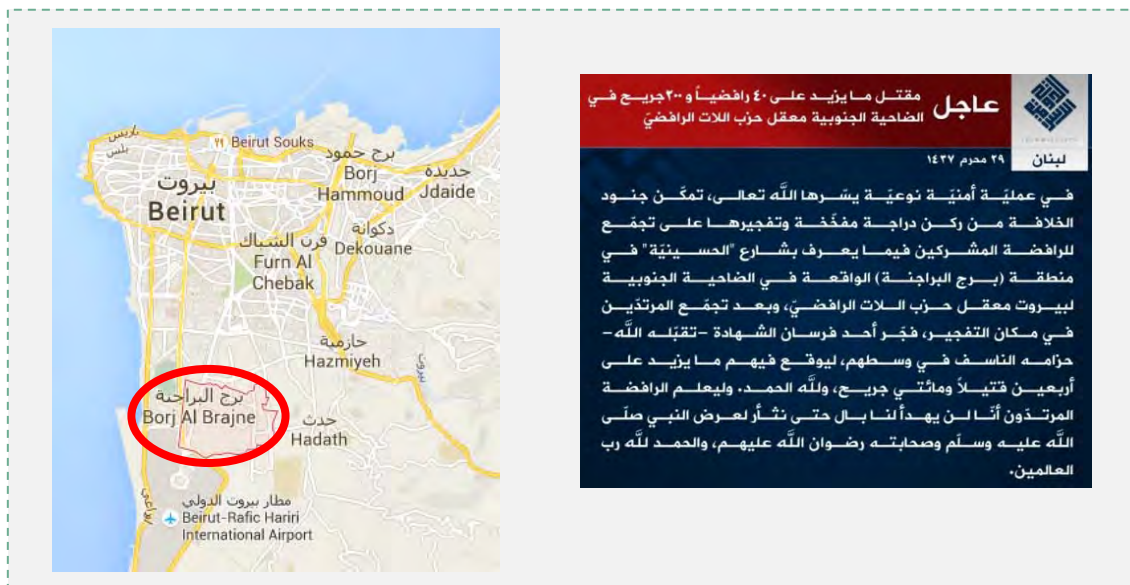 باريس
بلس
Beirut Souks
برج حمود
Borj
Hammoud
جديدة
Jdaide
بيروت
Beirut
دكوانة
Dekouane
فرن الشباك
Furn Al
Chebak
حازمية
Hazmiyeh
بيروت
برج البراجنة
Borj Al Brajne
حدث
Hadath
مطار بيروت الدولي
Beirut-Rafic Hariri
International Airport
عاجل
مقتل ما يزيد على ٤٠ رافضياً و ٢٠٠جريح في
الضاحية الجنوبية معقل حزب اللات الرافضيّ
لبنان
٢٩ محرم ١٤٣٧
في عمليّة أمنيّة نوعيّة يسّرها اللَّه تعالى، تمكّن جنود
الخلافة من ركن دراجة مفخّخة وتفجيرها على تجمّع
للرافضة المشركين فيما يعرف بشارع "الحسينيّة" في
منطقة (برج البراجنة) الواقعة في الضاحية الجنوبية
لبيروت معقل حزب اللات الرافضيّ، وبعد تجمّع المرتدّين
في مكان التفجير، فجّر أحد فرسان الشهادة –تقبّله اللَّه–
حزامه الناسف في وسطهم، ليوقع فيهم ما يزيد على
أربعين قتيلاً ومائتي جريح، وللَّه الحمد. وليعلم الرافضة
المرتدّون أنّنا لن يهدأ لنا بال حتى نثأر لعرض النبي صلّى
اللَّه عليه وسلّم وصحابته رضوان اللَّه عليهم، والحمد للَّه رب
العالمين.